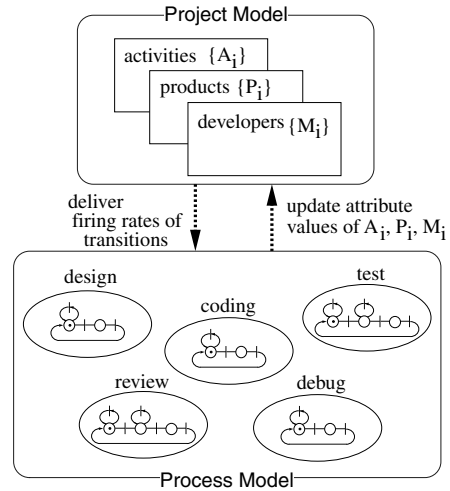 Project Model
activities {Ai}
products {Pi}
developers {Mi}
deliver
firing rates of
transitions
update attribute
values of Ai, Pi, Mi
design
coding
test
review
debug
Process Model